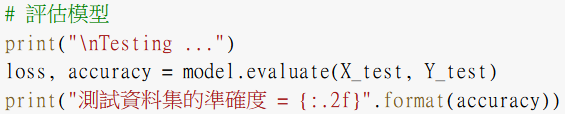 # 評估模型
print("\nTesting ...")
loss, accuracy = model.evaluate(X_test, Y_test)
print("測試資料集的準確度 = {:.2f}".format(accuracy))